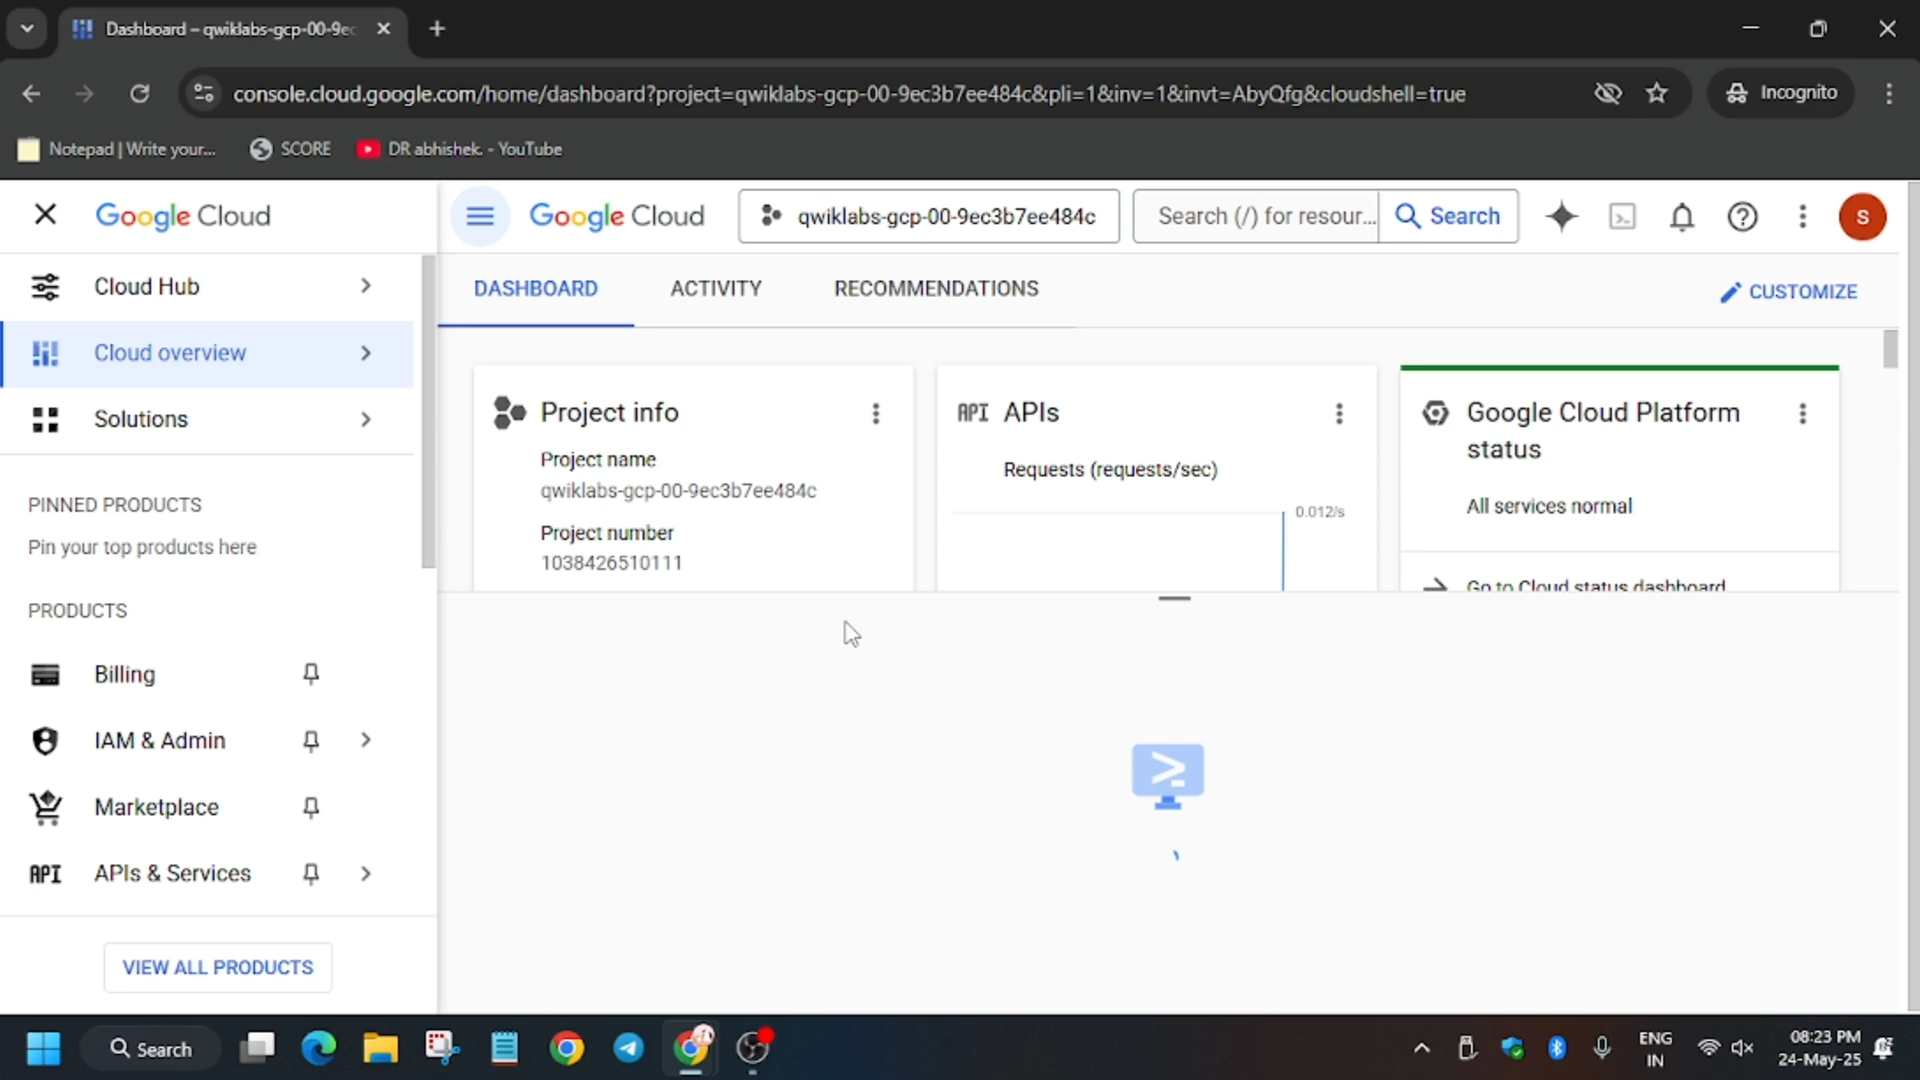 Dashboard – qwiklabs-gcp-00-9ec
console.cloud.google.com/home/dashboard?project=qwiklabs-gcp-00-9ec3b7ee484c&pli=1&inv=1&invt=AbyQfg&cloudshell=true
Incognito
Notepad | Write your...
SCORE
DR abhishek. - YouTube
Google Cloud
Google Cloud
qwiklabs-gcp-00-9ec3b7ee484c
Search (/) for resour...
Search
S
Cloud Hub
Cloud overview
Solutions
PINNED PRODUCTS
Pin your top products here
PRODUCTS
Billing
IAM & Admin
Marketplace
API
APIs & Services
VIEW ALL PRODUCTS
DASHBOARD
ACTIVITY
RECOMMENDATIONS
CUSTOMIZE
Project info
Project name
qwiklabs-gcp-00-9ec3b7ee484c
Project number
1038426510111
API
APIs
Requests (requests/sec)
0.012/s
Google Cloud Platform
status
All services normal
Go to Cloud status dashboard
Search
ENG
IN
08:23 PM
24-May-25